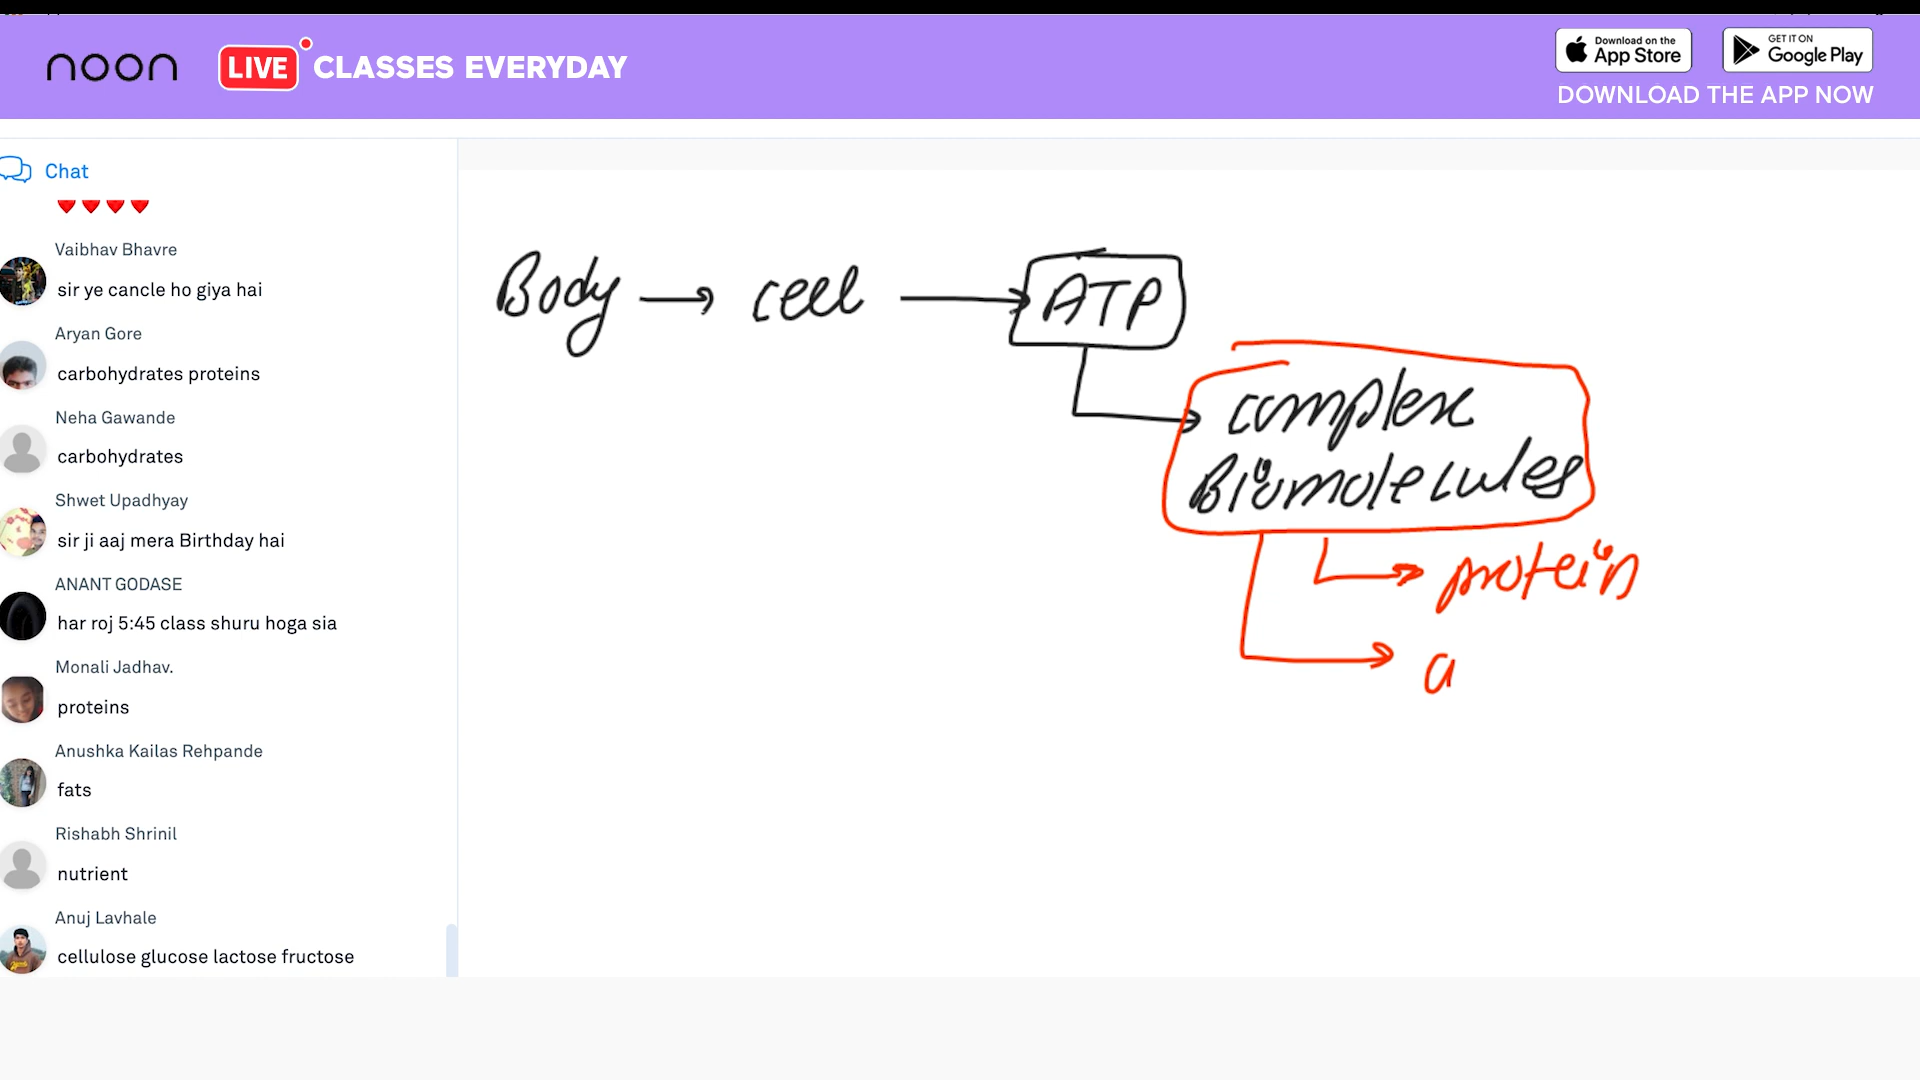 noon LIVE CLASSES EVERYDAY
Download on the App Store
GET IT ON Google Play
DOWNLOAD THE APP NOW
Chat
Vaibhav Bhavre
sir ye cancle ho giya hai
Aryan Gore
carbohydrates proteins
Neha Gawande
carbohydrates
Shwet Upadhyay
sir ji aaj mera Birthday hai
ANANT GODASE
har roj 5:45 class shuru hoga sia
Monali Jadhav.
proteins
Anushka Kailas Rehpande
fats
Rishabh Shrinil
nutrient
Anuj Lavhale
cellulose glucose lactose fructose
Body → cell → ATP
complex
Biomolecules
→ protein
→ a